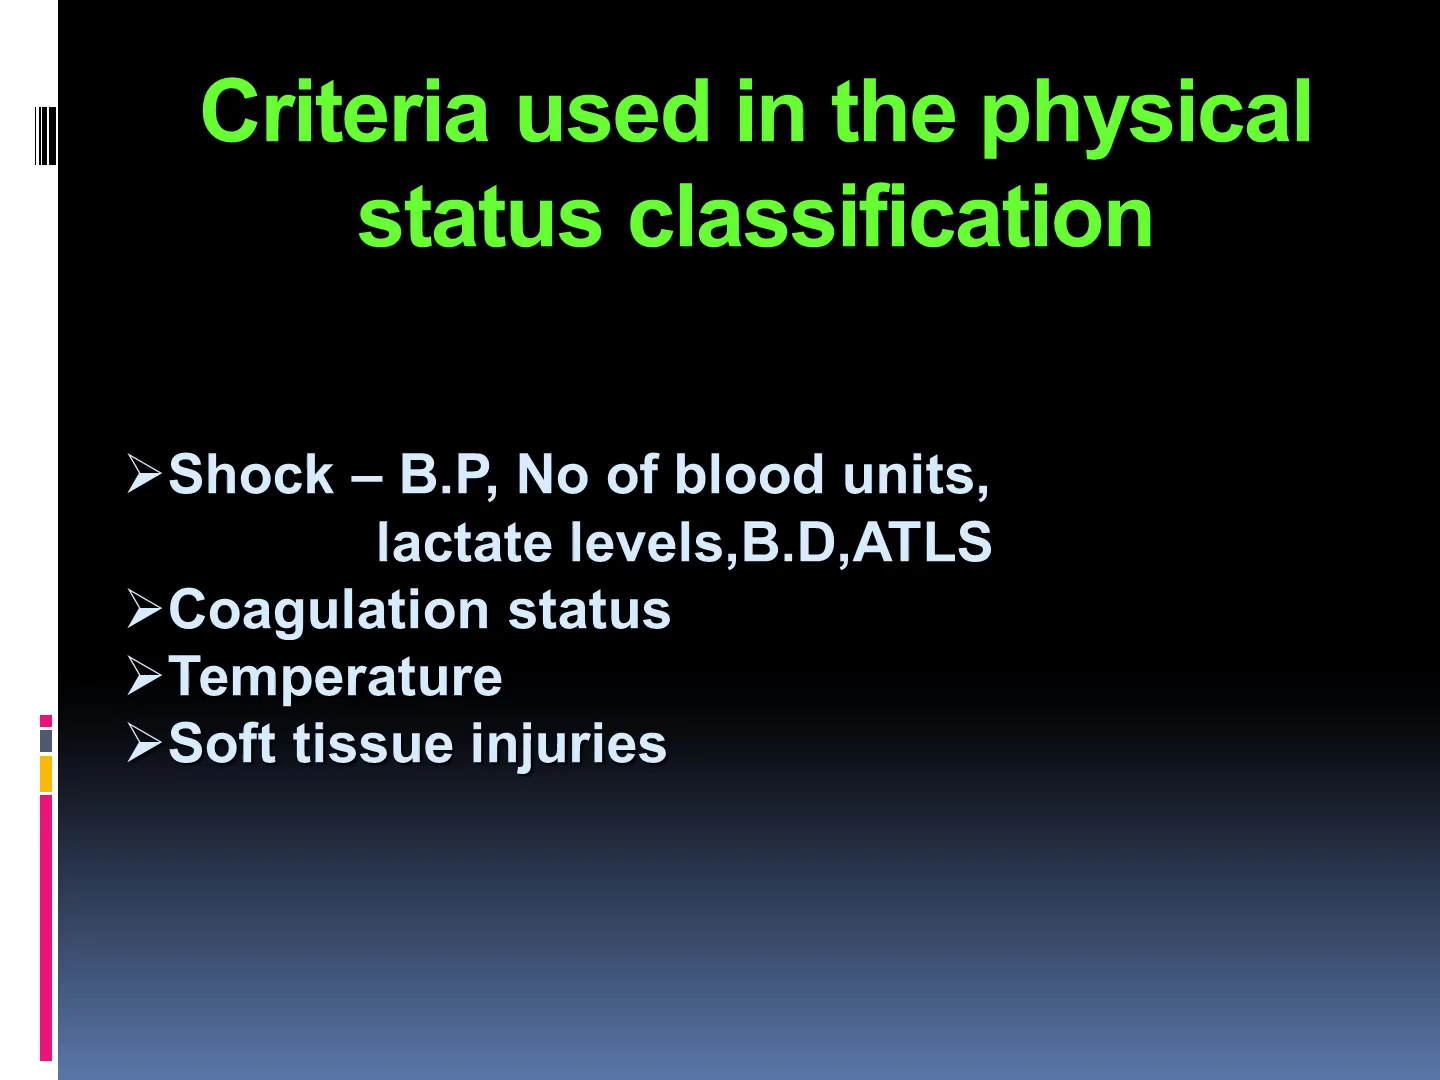 Criteria used in the physical
status classification
➢Shock – B.P, No of blood units,
lactate levels,B.D,ATLS
➢Coagulation status
➢Temperature
➢Soft tissue injuries